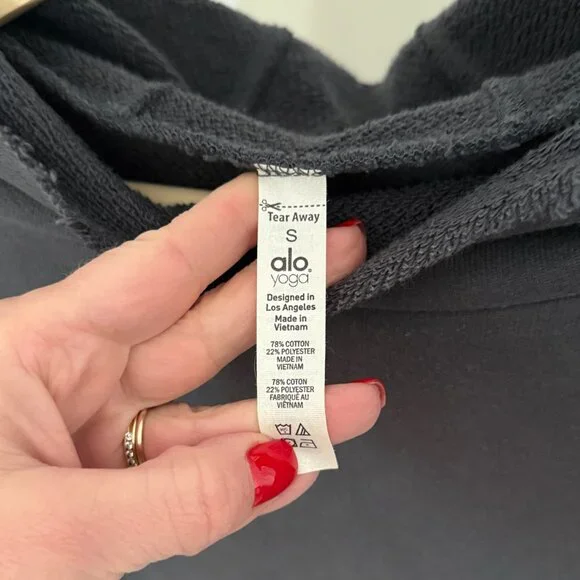 Tear Away
S
alo
yoga
Designed in
Los Angeles
Made in
Vietnam
78% COTTON
22% POLYESTER
MADE IN
VIETNAM
78% COTON
22% POLYESTER
FABRIQUÉ AU
VIÊTNAM